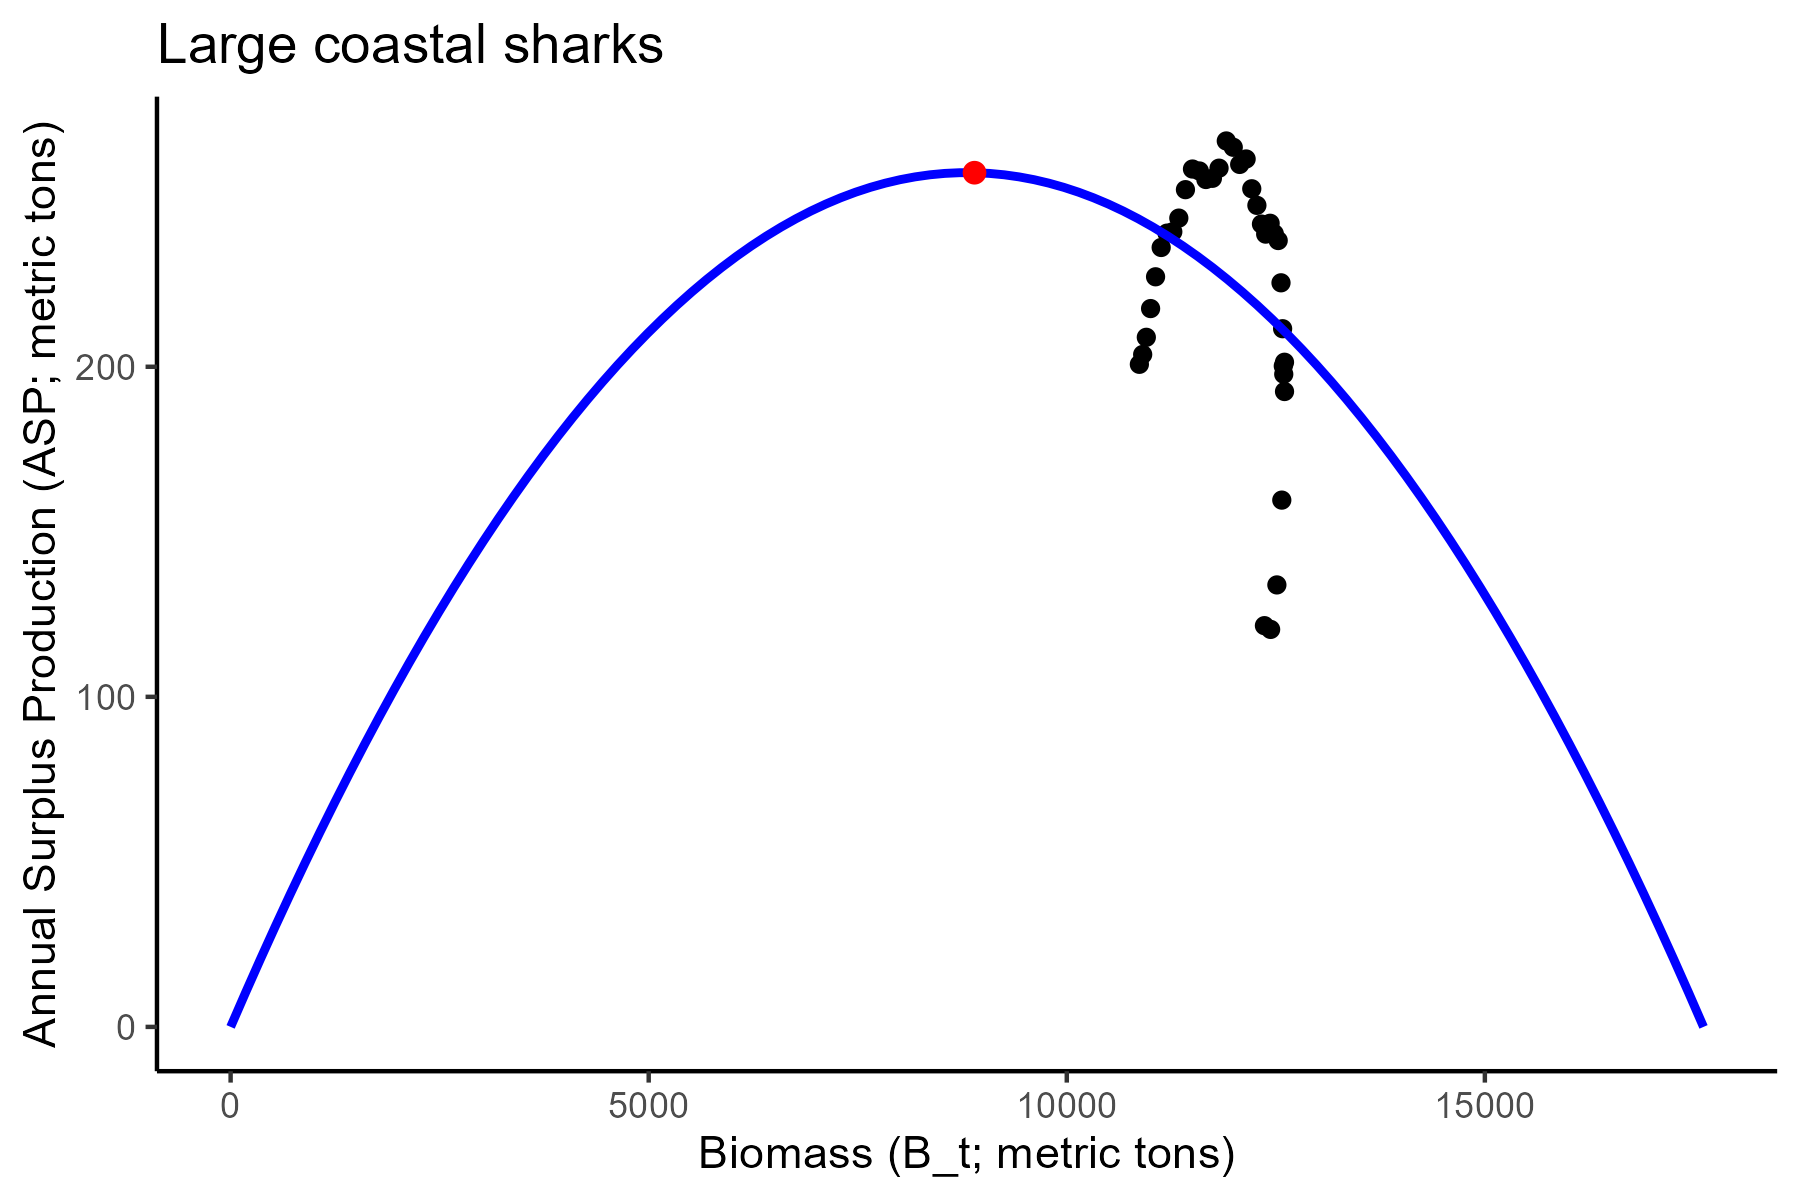 Large coastal sharks
Annual Surplus Production (ASP; metric tons)
200
100
0
0
5000
10000
15000
Biomass (B_t; metric tons)